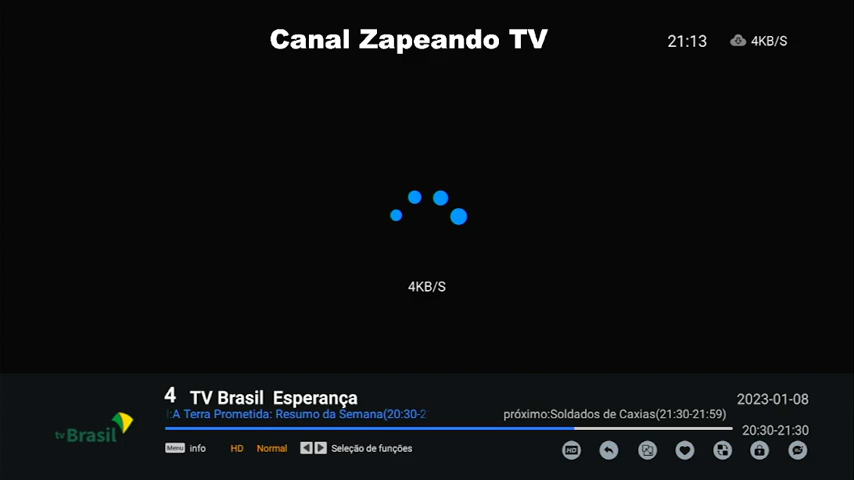 Canal Zapeando TV
21:13
4KB/S
4KB/S
4 TV Brasil Esperança
:A Terra Prometida: Resumo da Semana(20:30-2
próximo:Soldados de Caxias(21:30-21:59)
2023-01-08
20:30-21:30
tv Brasil
Menu info HD Normal Seleção de funções
HD